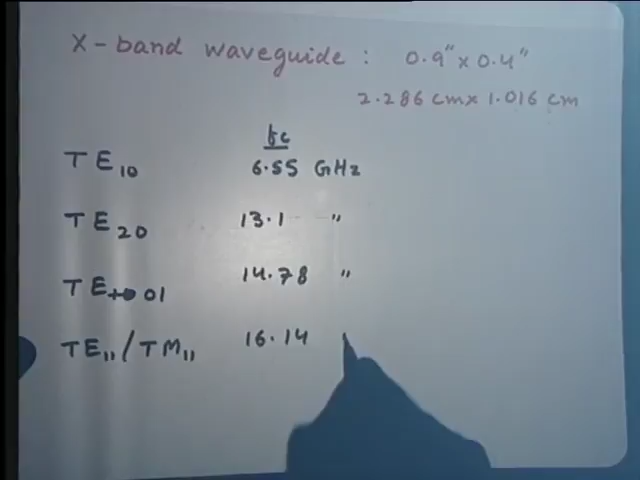 X-band waveguide : 0.9" x 0.4"
2.286 cm x 1.016 cm
fc
TE10 6.55 GHz
TE20 13.1 "
TE01 14.78 "
TE11/TM11 16.14